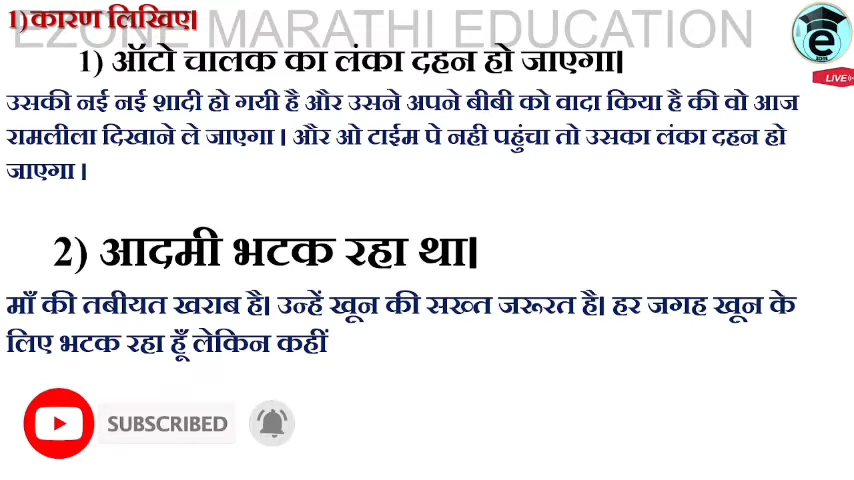 EZONE MARATHI EDUCATION
1) कारण लिखिए।
1) ऑटो चालक का लंका दहन हो जाएगा।
उसकी नई नई शादी हो गयी है और उसने अपने बीबी को वादा किया है की वो आज
रामलीला दिखाने ले जाएगा। और ओ टाईम पे नही पहुंचा तो उसका लंका दहन हो
जाएगा।
2) आदमी भटक रहा था।
माँ की तबीयत खराब है। उन्हें खून की सख्त जरूरत है। हर जगह खून के
लिए भटक रहा हूँ लेकिन कहीं
SUBSCRIBED
e
ZONE
LIVE